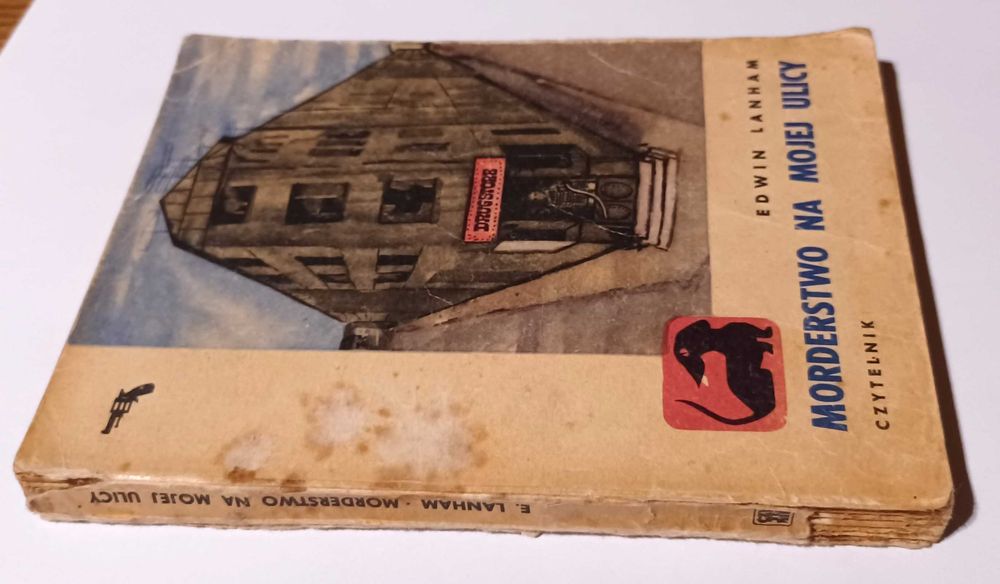 DRUGSTORE
EDWIN LANHAM
MORDERSTWO NA MOJEJ ULICY
CZYTELNIK
E. LANHAM · MORDERSTWO NA MOJEJ ULICY